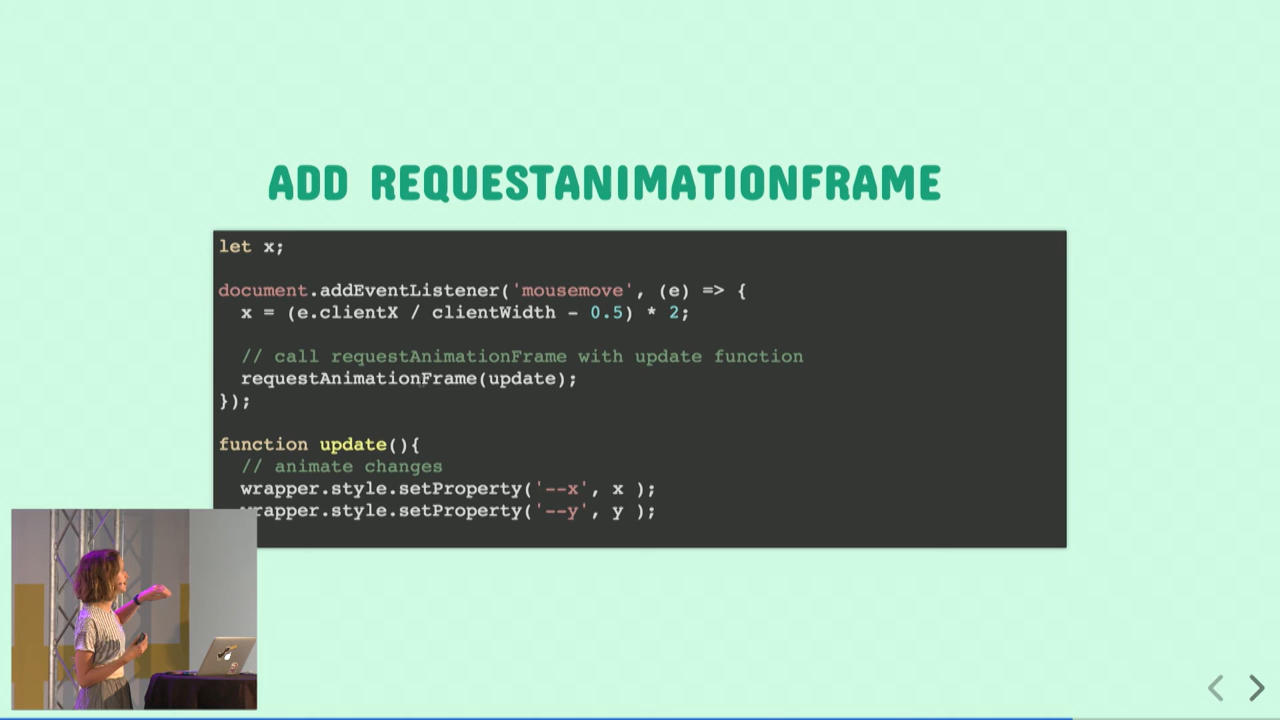 ADD REQUESTANIMATIONFRAME
let x;
document.addEventListener('mousemove', (e) => {
  x = (e.clientX / clientWidth - 0.5) * 2;
  // call requestAnimationFrame with update function
  requestAnimationFrame(update);
});
function update(){
  // animate changes
  wrapper.style.setProperty('--x', x );
  wrapper.style.setProperty('--y', y );